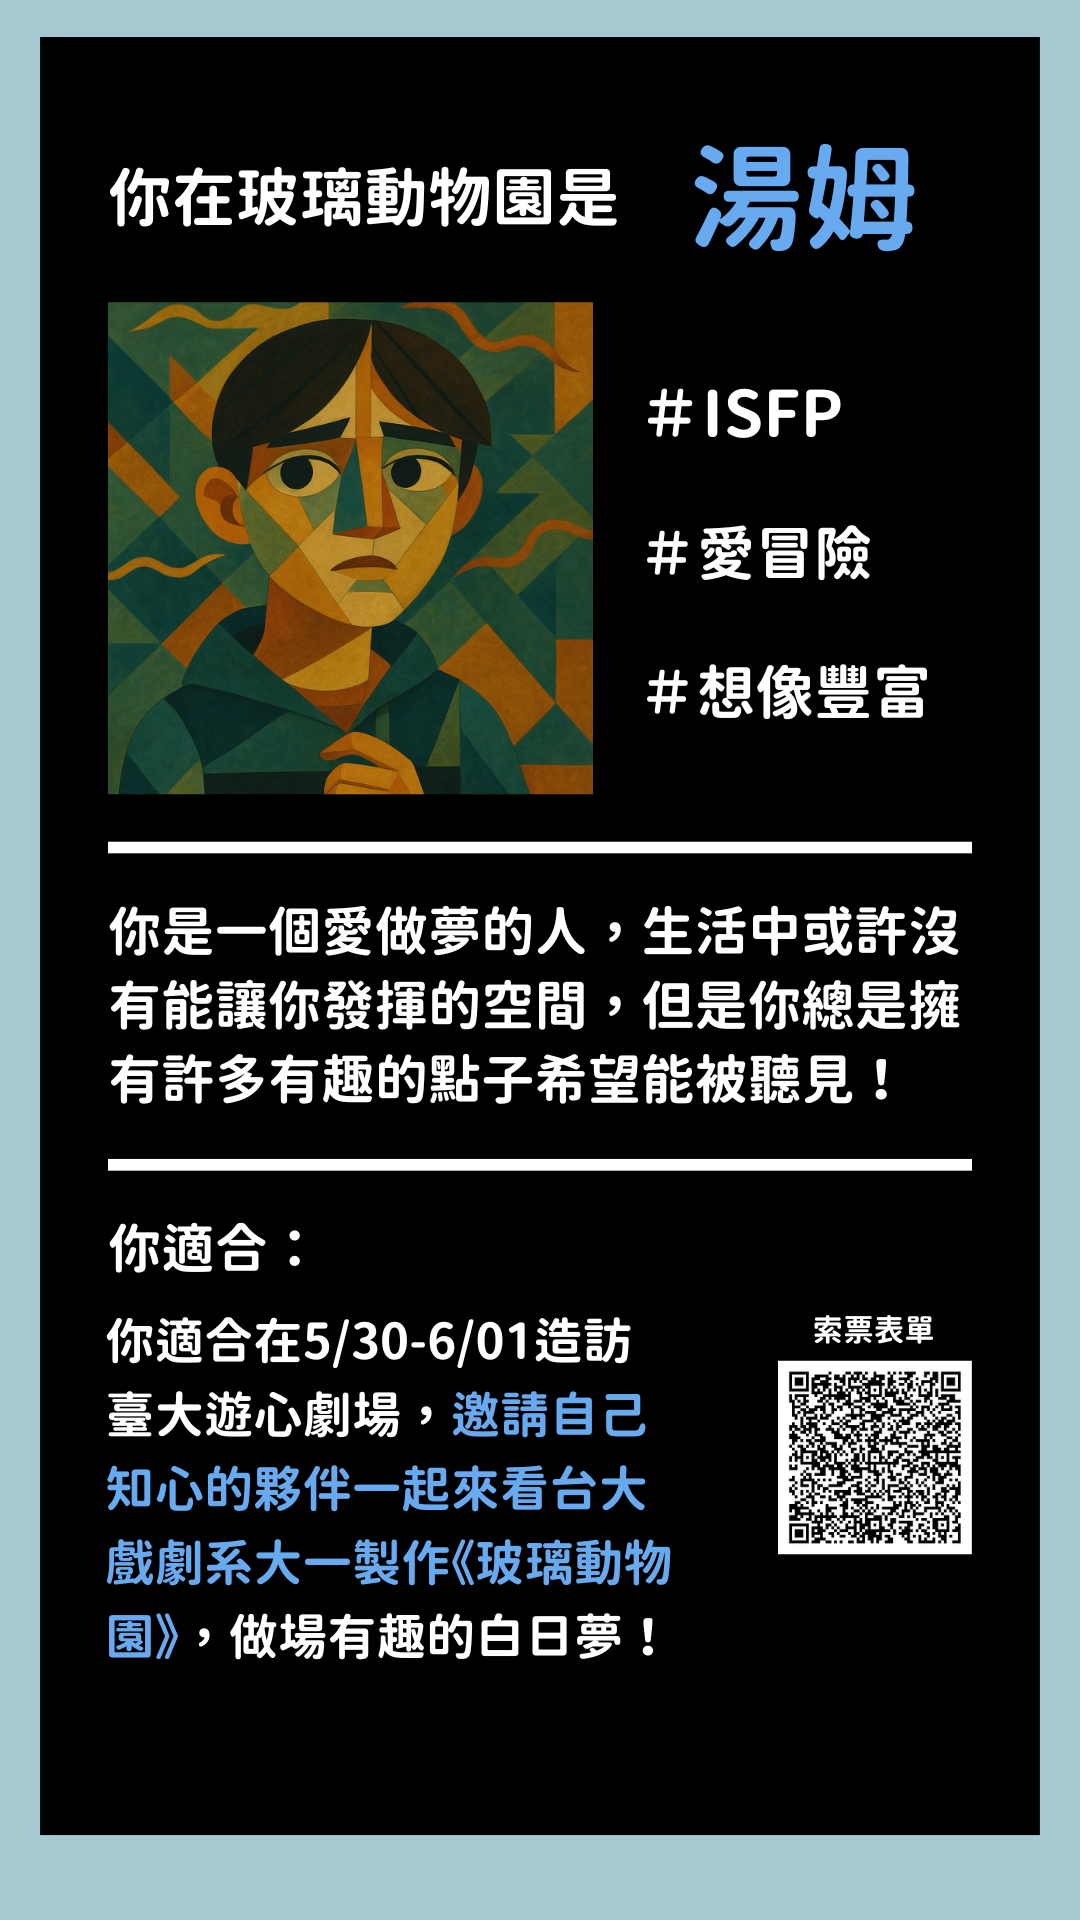 你在玻璃動物園是 湯姆
#ISFP
#愛冒險
#想像豐富
你是一個愛做夢的人，生活中或許沒
有能讓你發揮的空間，但是你總是擁
有許多有趣的點子希望能被聽見！
你適合：
你適合在5/30-6/01造訪
臺大遊心劇場，邀請自己
知心的夥伴一起來看台大
戲劇系大一製作《玻璃動物
園》，做場有趣的白日夢！
索票表單